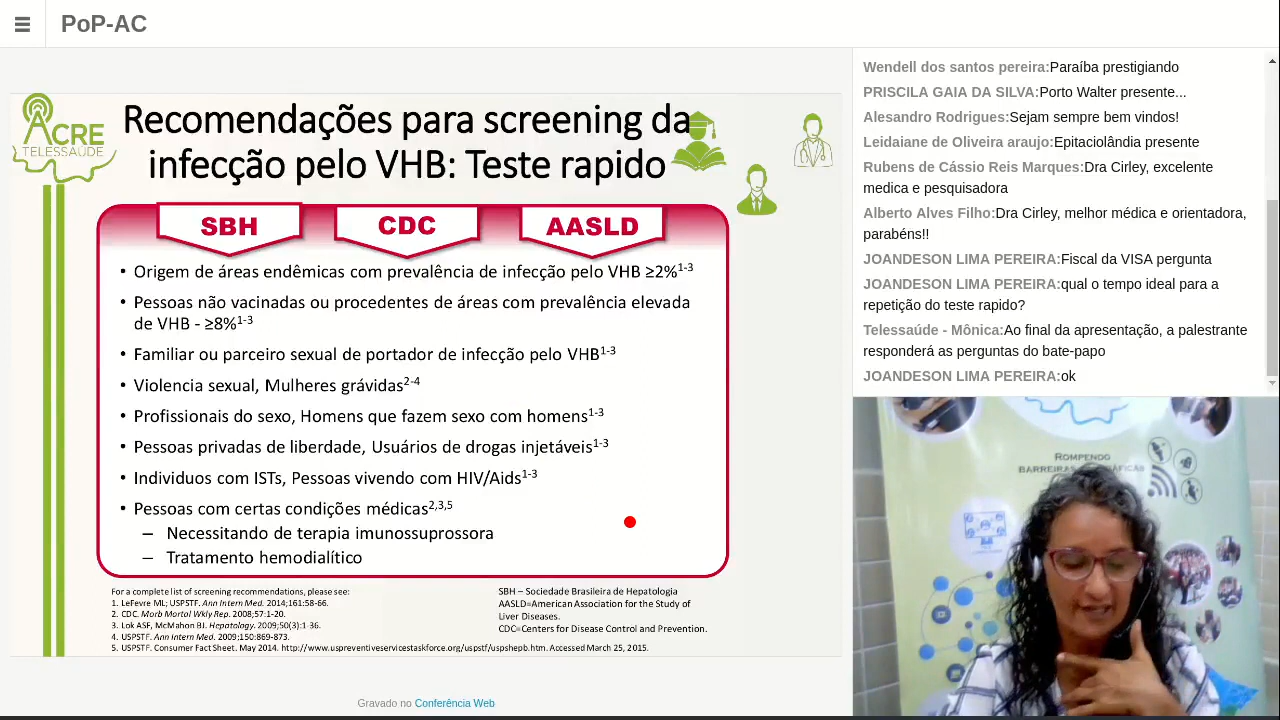 PoP-AC
ACRE
TELESSAÚDE
Recomendações para screening da
infecção pelo VHB: Teste rapido
SBH
CDC
AASLD
• Origem de áreas endêmicas com prevalência de infecção pelo VHB ≥2%1-3
• Pessoas não vacinadas ou procedentes de áreas com prevalência elevada
de VHB - ≥8%1-3
• Familiar ou parceiro sexual de portador de infecção pelo VHB1-3
• Violencia sexual, Mulheres grávidas2-4
• Profissionais do sexo, Homens que fazem sexo com homens1-3
• Pessoas privadas de liberdade, Usuários de drogas injetáveis1-3
• Individuos com ISTs, Pessoas vivendo com HIV/Aids1-3
• Pessoas com certas condições médicas2,3,5
– Necessitando de terapia imunossuprossora
– Tratamento hemodialítico
For a complete list of screening recommendations, please see:
1. LeFevre ML; USPSTF. Ann Intern Med. 2014;161:58-66.
2. CDC. Morb Mortal Wkly Rep. 2008:57:1-20.
3. Lok ASF, McMahon BJ. Hepatology. 2009;50(3):1-36.
4. USPSTF. Ann Intern Med. 2009;150:869-873.
5. USPSTF. Consumer Fact Sheet. May 2014. http://www.uspreventiveservicestaskforce.org/uspstf/uspshepb.htm. Accessed March 25, 2015.
SBH – Sociedade Brasileira de Hepatologia
AASLD=American Association for the Study of
Liver Diseases.
CDC=Centers for Disease Control and Prevention.
Gravado no Conferência Web
Wendell dos santos pereira:Paraíba prestigiando
PRISCILA GAIA DA SILVA:Porto Walter presente...
Alesandro Rodrigues:Sejam sempre bem vindos!
Leidaiane de Oliveira araujo:Epitaciolândia presente
Rubens de Cássio Reis Marques:Dra Cirley, excelente
medica e pesquisadora
Alberto Alves Filho:Dra Cirley, melhor médica e orientadora,
parabéns!!
JOANDESON LIMA PEREIRA:Fiscal da VISA pergunta
JOANDESON LIMA PEREIRA:qual o tempo ideal para a
repetição do teste rapido?
Telessaúde - Mônica:Ao final da apresentação, a palestrante
responderá as perguntas do bate-papo
JOANDESON LIMA PEREIRA:ok
ROMPENDO
BARREIRAS